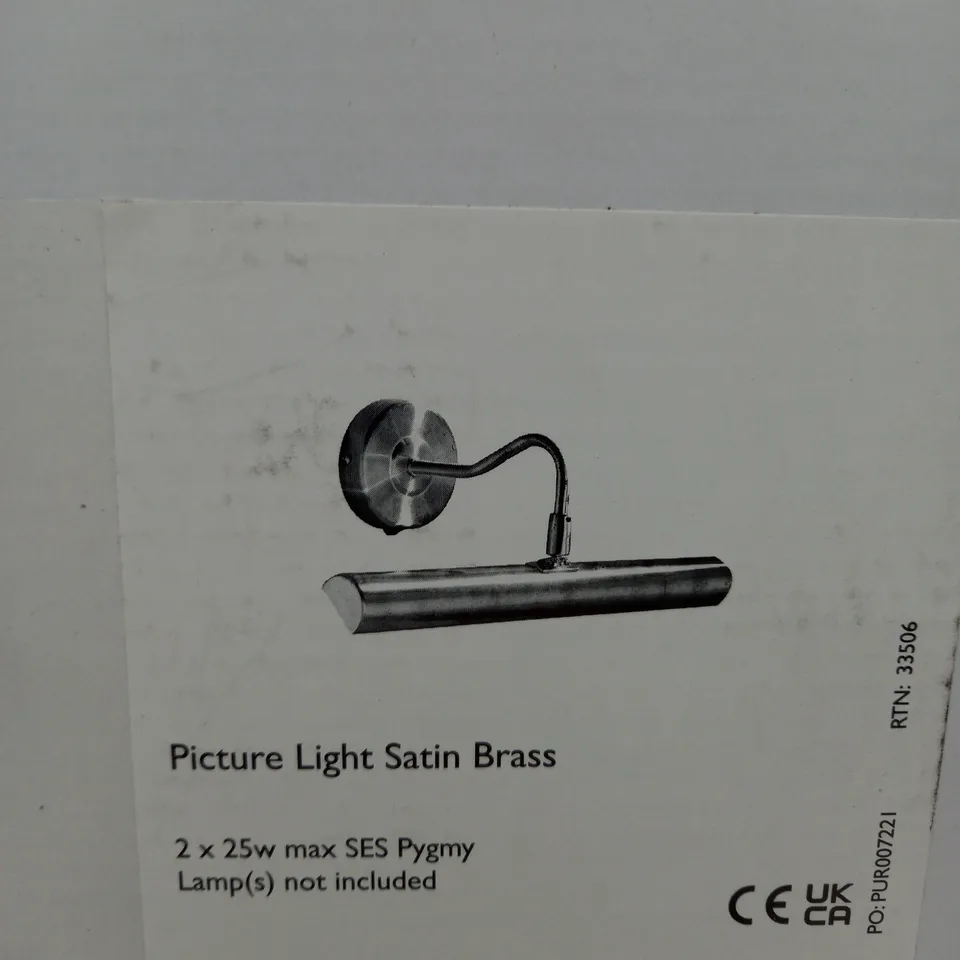 Picture Light Satin Brass
2 x 25w max SES Pygmy
Lamp(s) not included
CE UK
CA
PO: PUR007221
RTN: 33506